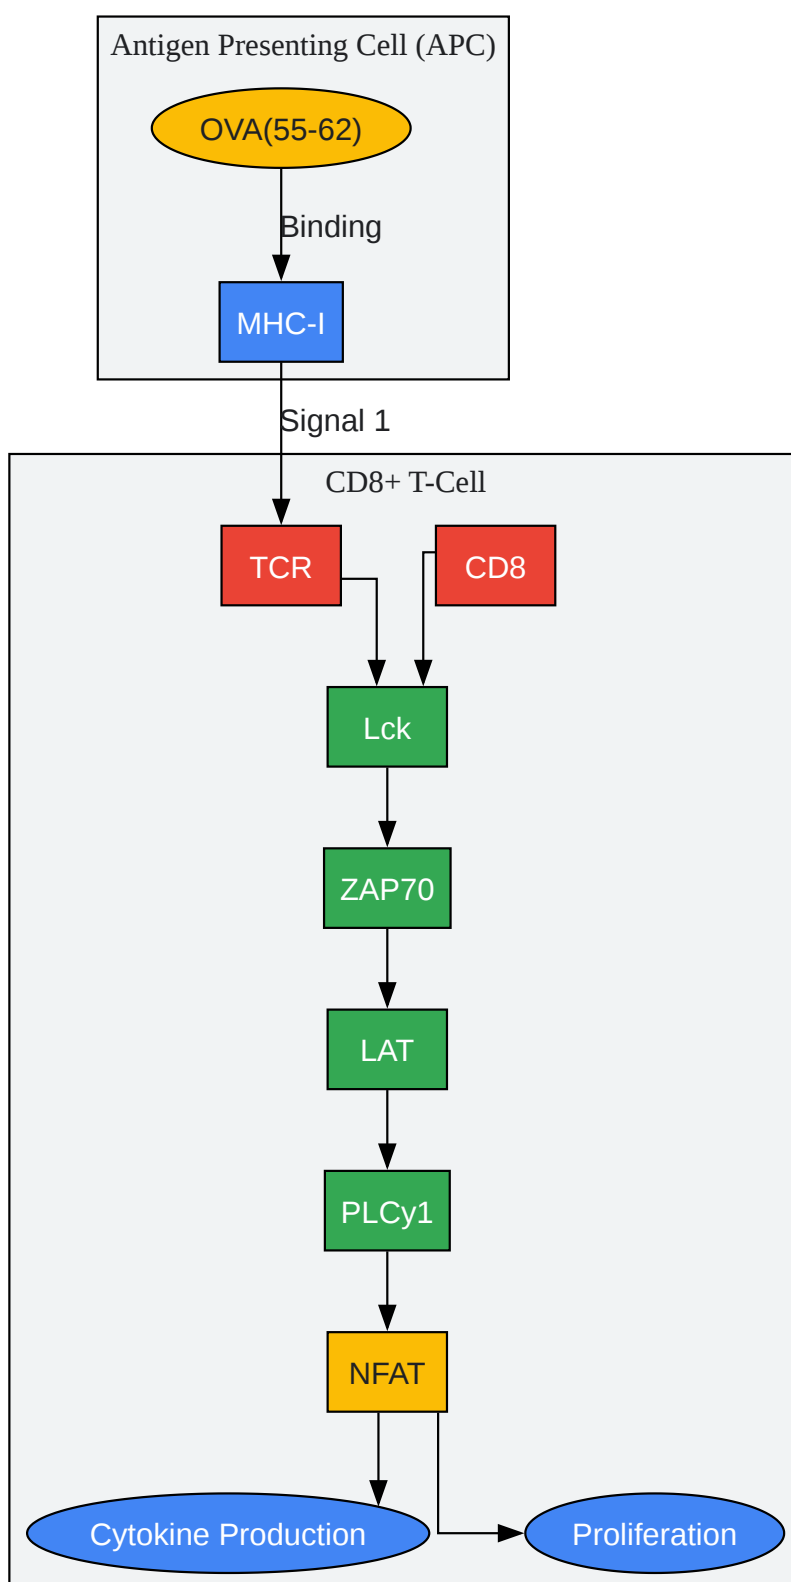 Antigen Presenting Cell (APC)
OVA(55-62)
Binding
MHC-I
Signal 1
CD8+ T-Cell
TCR
CD8
Lck
ZAP70
LAT
PLCy1
NFAT
Cytokine Production
Proliferation